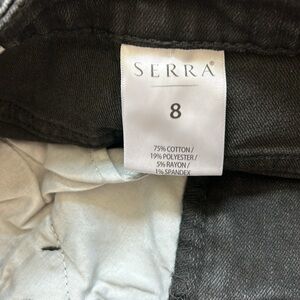 SERRA®
8
75% COTTON /
19% POLYESTER /
5% RAYON /
1% SPANDEX